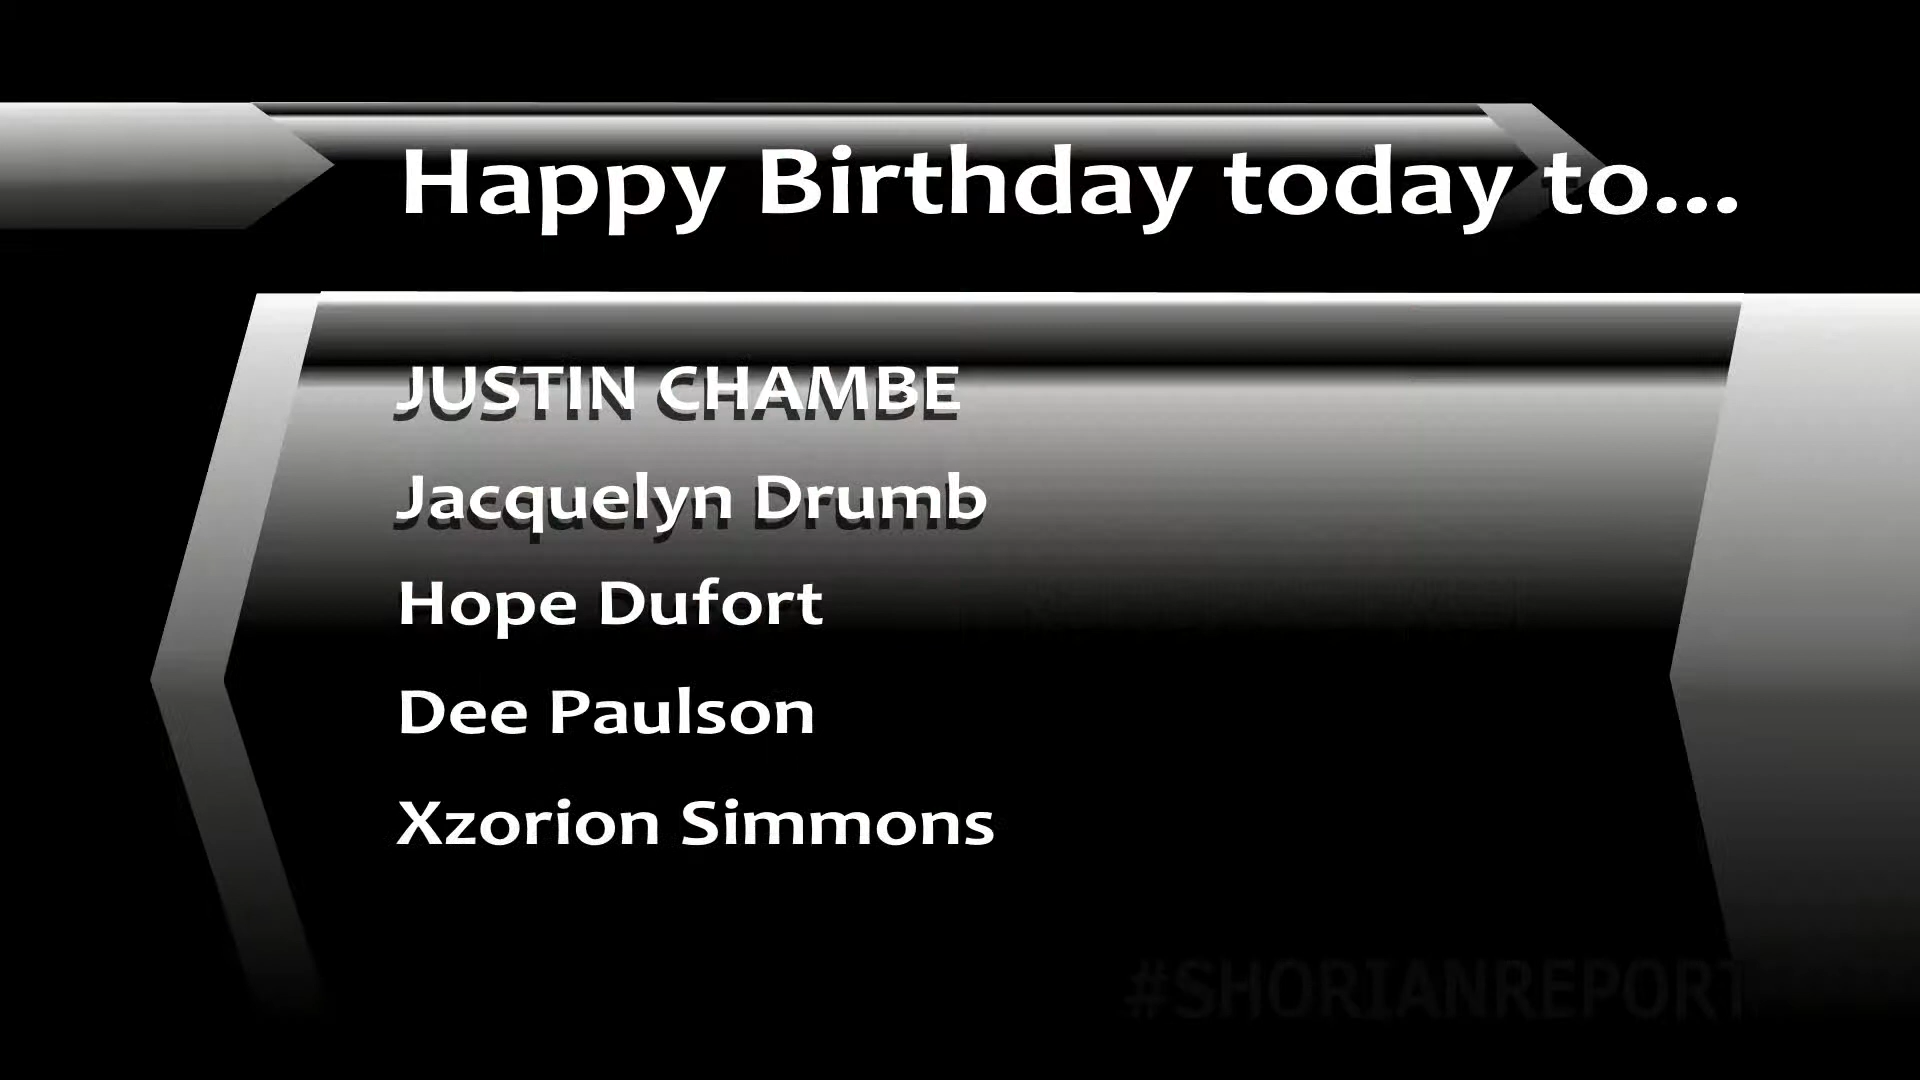 Happy Birthday today to...
JUSTIN CHAMBE
Jacquelyn Drumb
Hope Dufort
Dee Paulson
Xzorion Simmons
#SHORIANREPORT